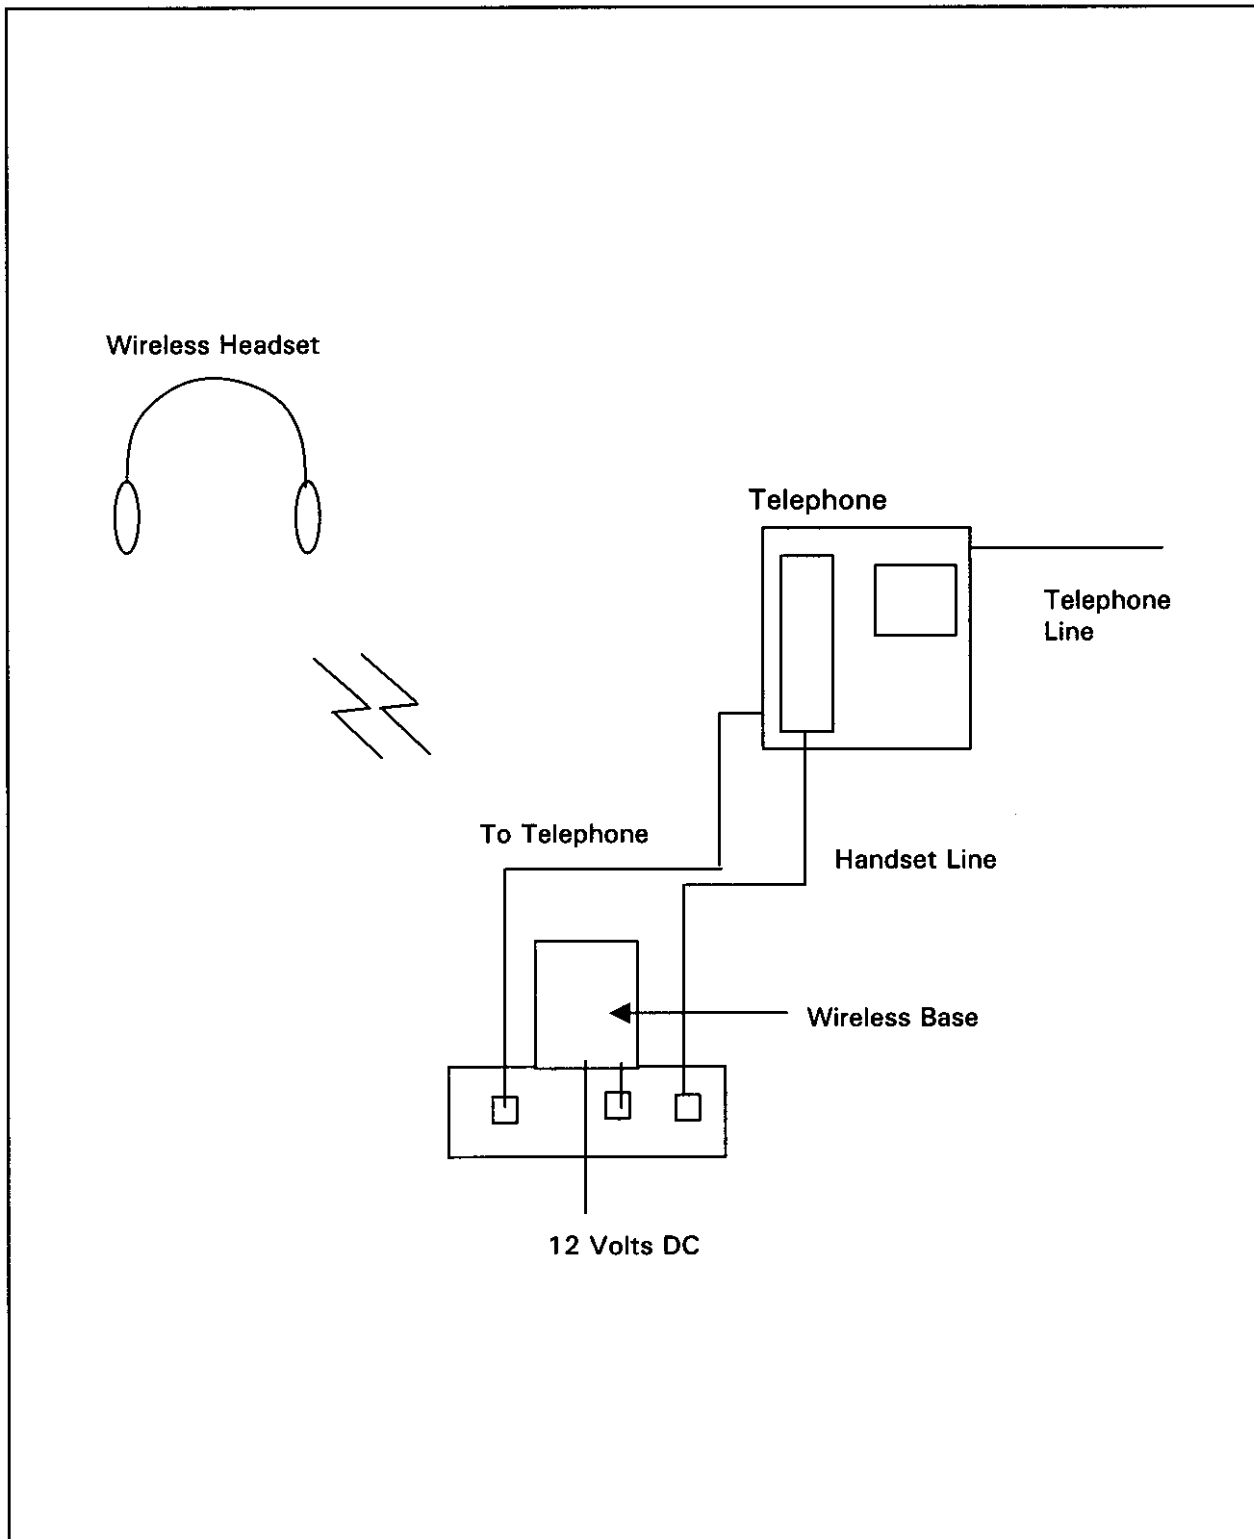 Wireless Headset
Telephone
Telephone
Line
To Telephone
Handset Line
Wireless Base
12 Volts DC